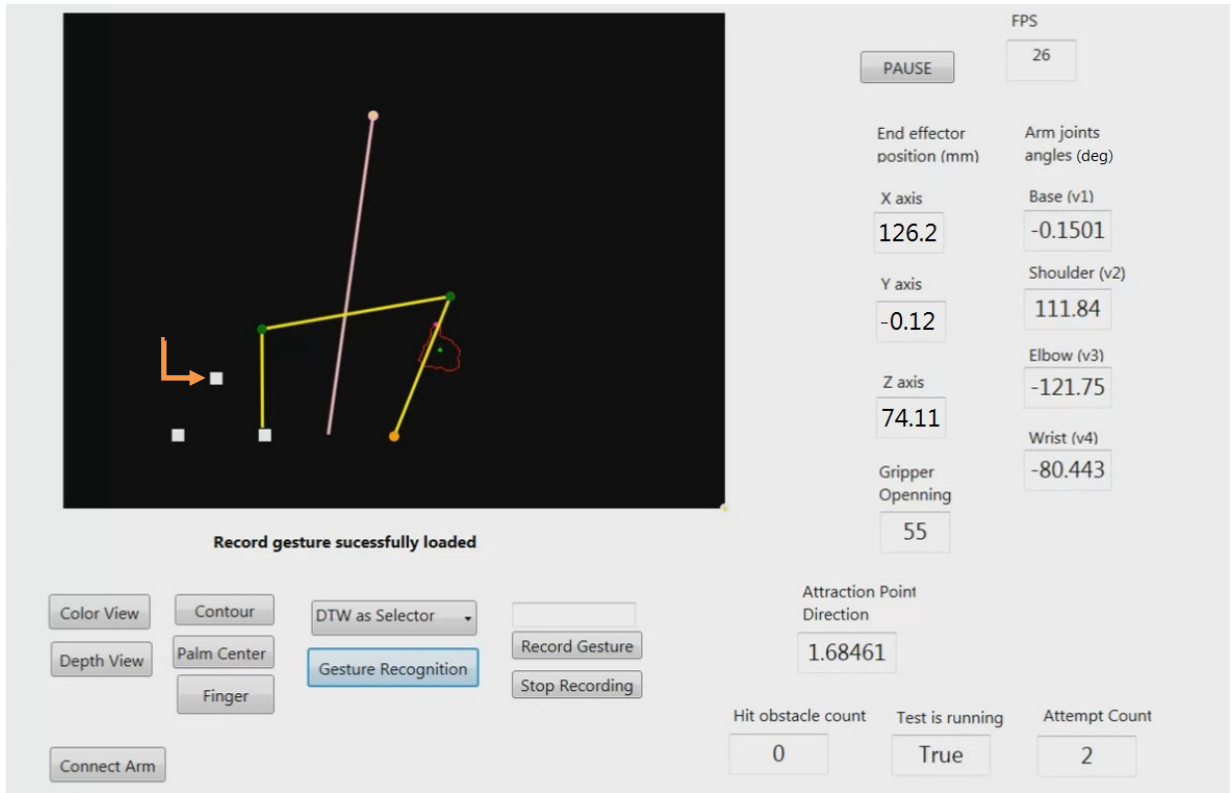 FPS
26
PAUSE
End effector
position (mm)
Arm joints
angles (deg)
X axis
126.2
Base (v1)
-0.1501
Y axis
-0.12
Shoulder (v2)
111.84
Z axis
74.11
Elbow (v3)
-121.75
Wrist (v4)
-80.443
Gripper
Openning
55
Record gesture sucessfully loaded
Color View
Contour
DTW as Selector
Depth View
Palm Center
Gesture Recognition
Record Gesture
Finger
Stop Recording
Attraction Point
Direction
1.68461
Connect Arm
Hit obstacle count
0
Test is running
True
Attempt Count
2